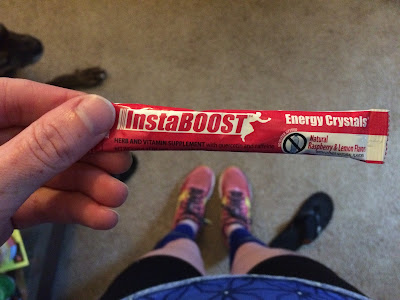 InstaBOOST
Energy Crystals
HERB AND VITAMIN SUPPLEMENT
Natural
Raspberry & Lemon Flavor